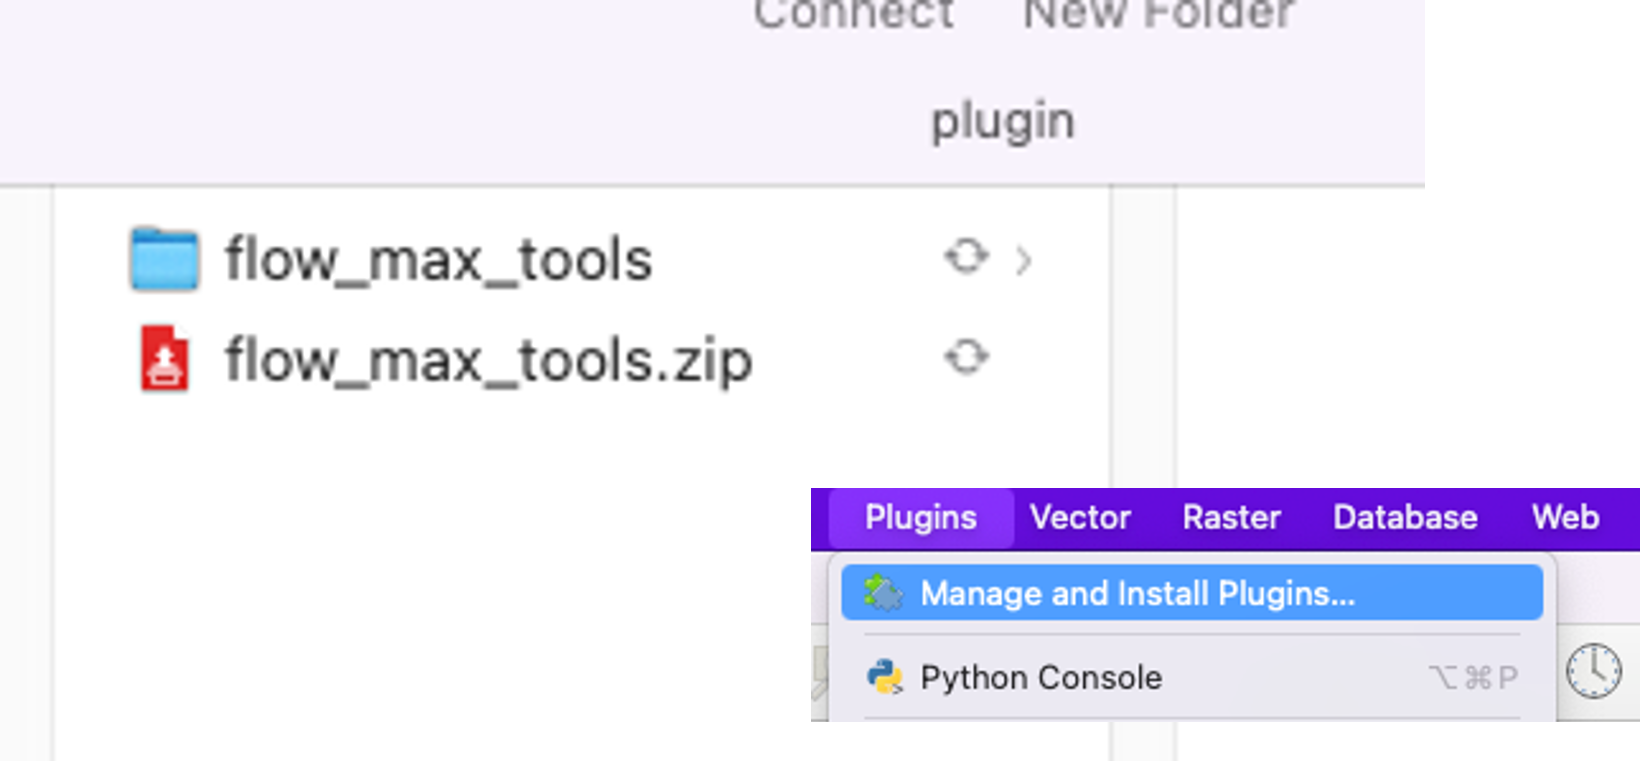 Connect New Folder
plugin
flow_max_tools
flow_max_tools.zip
Plugins Vector Raster Database Web
Manage and Install Plugins...
Python Console ⌥⌘P